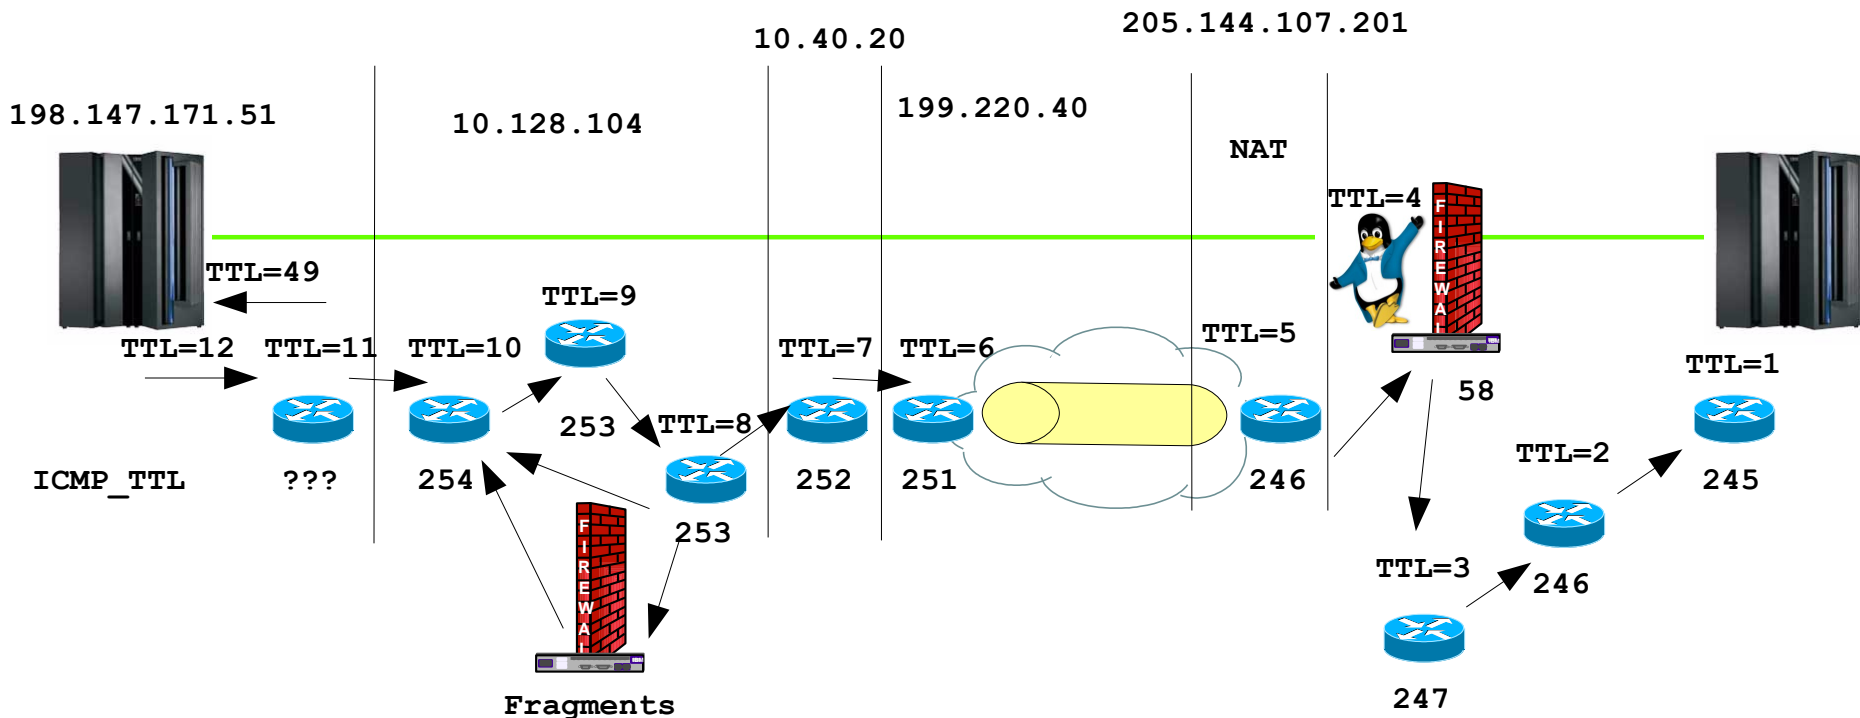 205.144.107.201
10.40.20
199.220.40
198.147.171.51
10.128.104
NAT
TTL=4
FIREWAL
TTL=49
TTL=9
TTL=5
TTL=12
TTL=11
TTL=10
TTL=7
TTL=6
TTL=1
58
253
TTL=8
TTL=2
ICMP_TTL
???
254
252
251
246
245
253
FIREWAL
TTL=3
246
247
Fragments